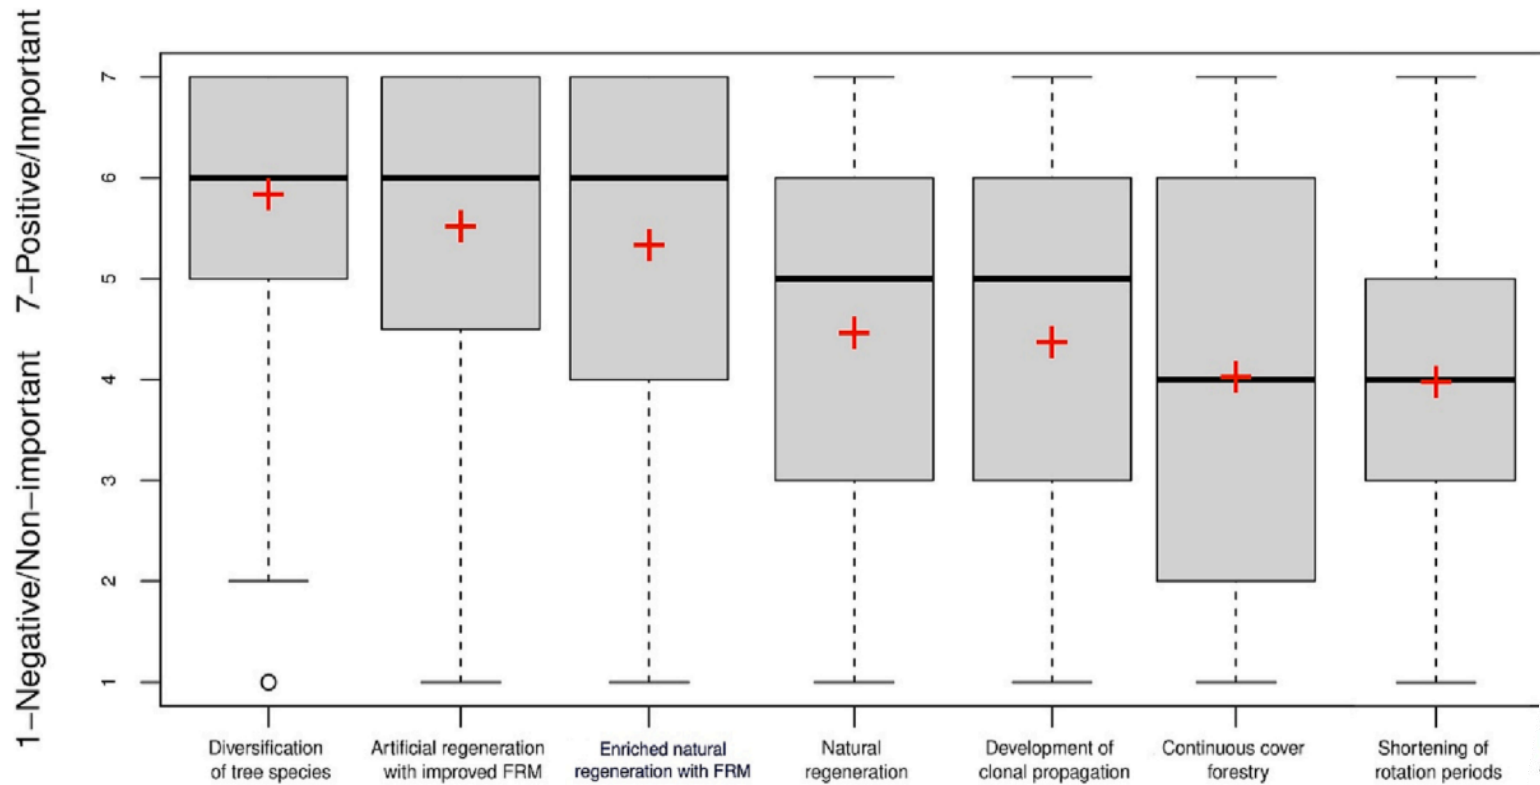 1–Negative/Non–important 7–Positive/Important
7
6
5
4
3
2
1
Diversification
of tree species
Artificial regeneration
with improved FRM
Enriched natural
regeneration with FRM
Natural
regeneration
Development of
clonal propagation
Continuous cover
forestry
Shortening of
rotation periods